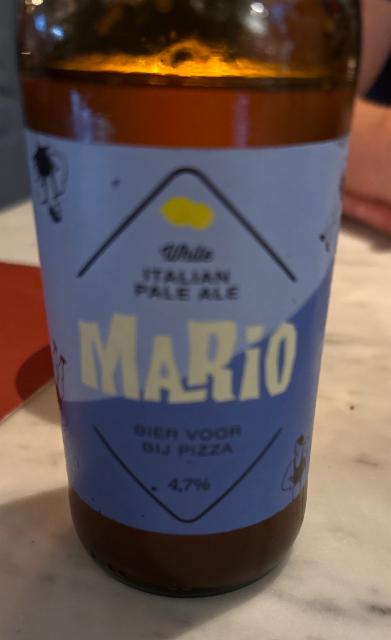 White
ITALIAN
PALE ALE
MARiO
BIER VOOR
BIJ PIZZA
4,7%